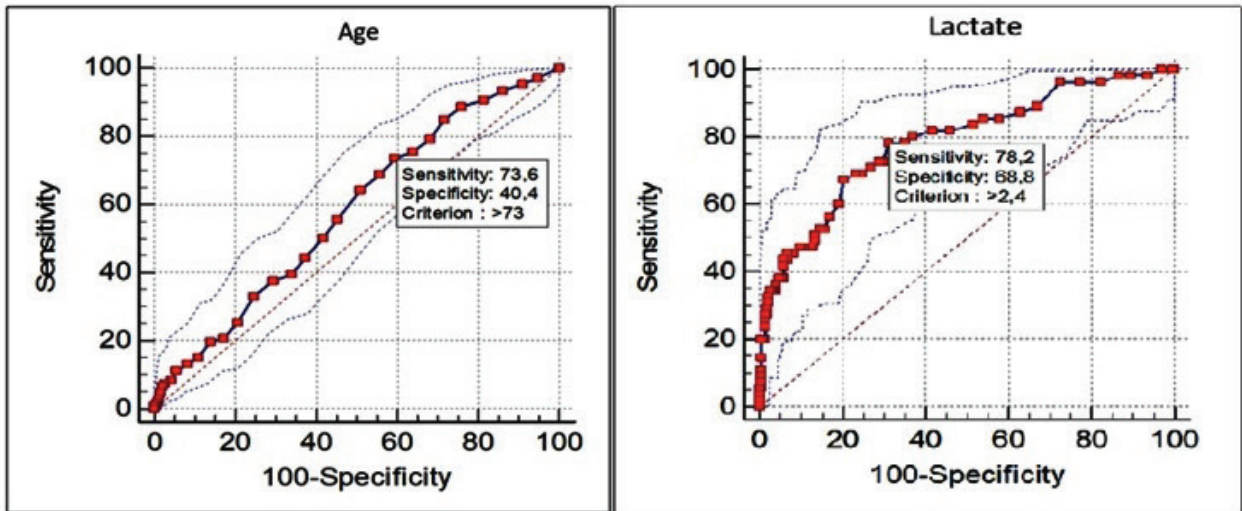 Age
100
80
60
40
20
0
Sensitivity
Sensitivity: 73,6
Specificity: 40,4
Criterion : >73
0 20 40 60 80 100
100-Specificity
Lactate
100
80
60
40
20
0
Sensitivity
Sensitivity: 78,2
Specificity: 68,8
Criterion : >2,4
0 20 40 60 80 100
100-Specificity